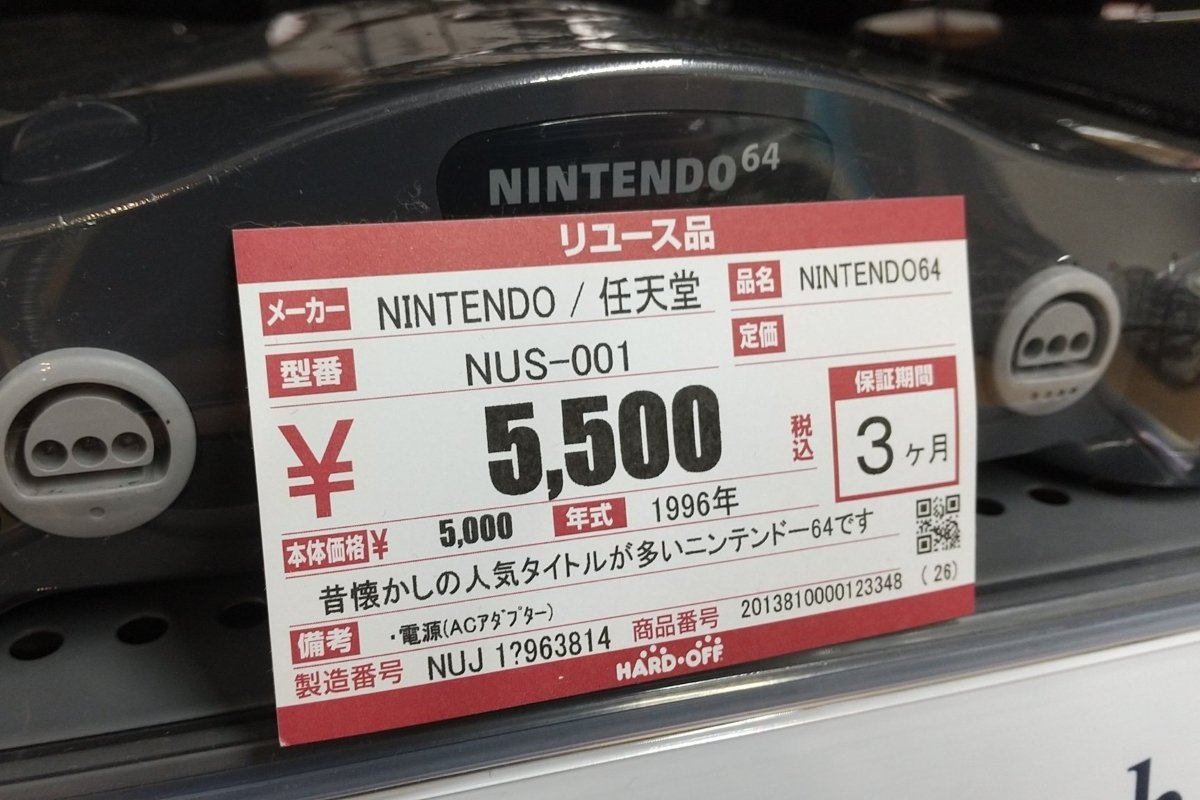 NINTENDO64
リユース品
メーカー NINTENDO / 任天堂 品名 NINTENDO64
型番 NUS-001 定価
¥ 5,500 税込 保証期間 3ヶ月
本体価格¥ 5,000 年式 1996年
昔懐かしの人気タイトルが多いニンテンドー64です
備考 ・電源(ACアダプター) (26)
製造番号 NUJ 1?963814 商品番号 2013810000123348
HARD・OFF